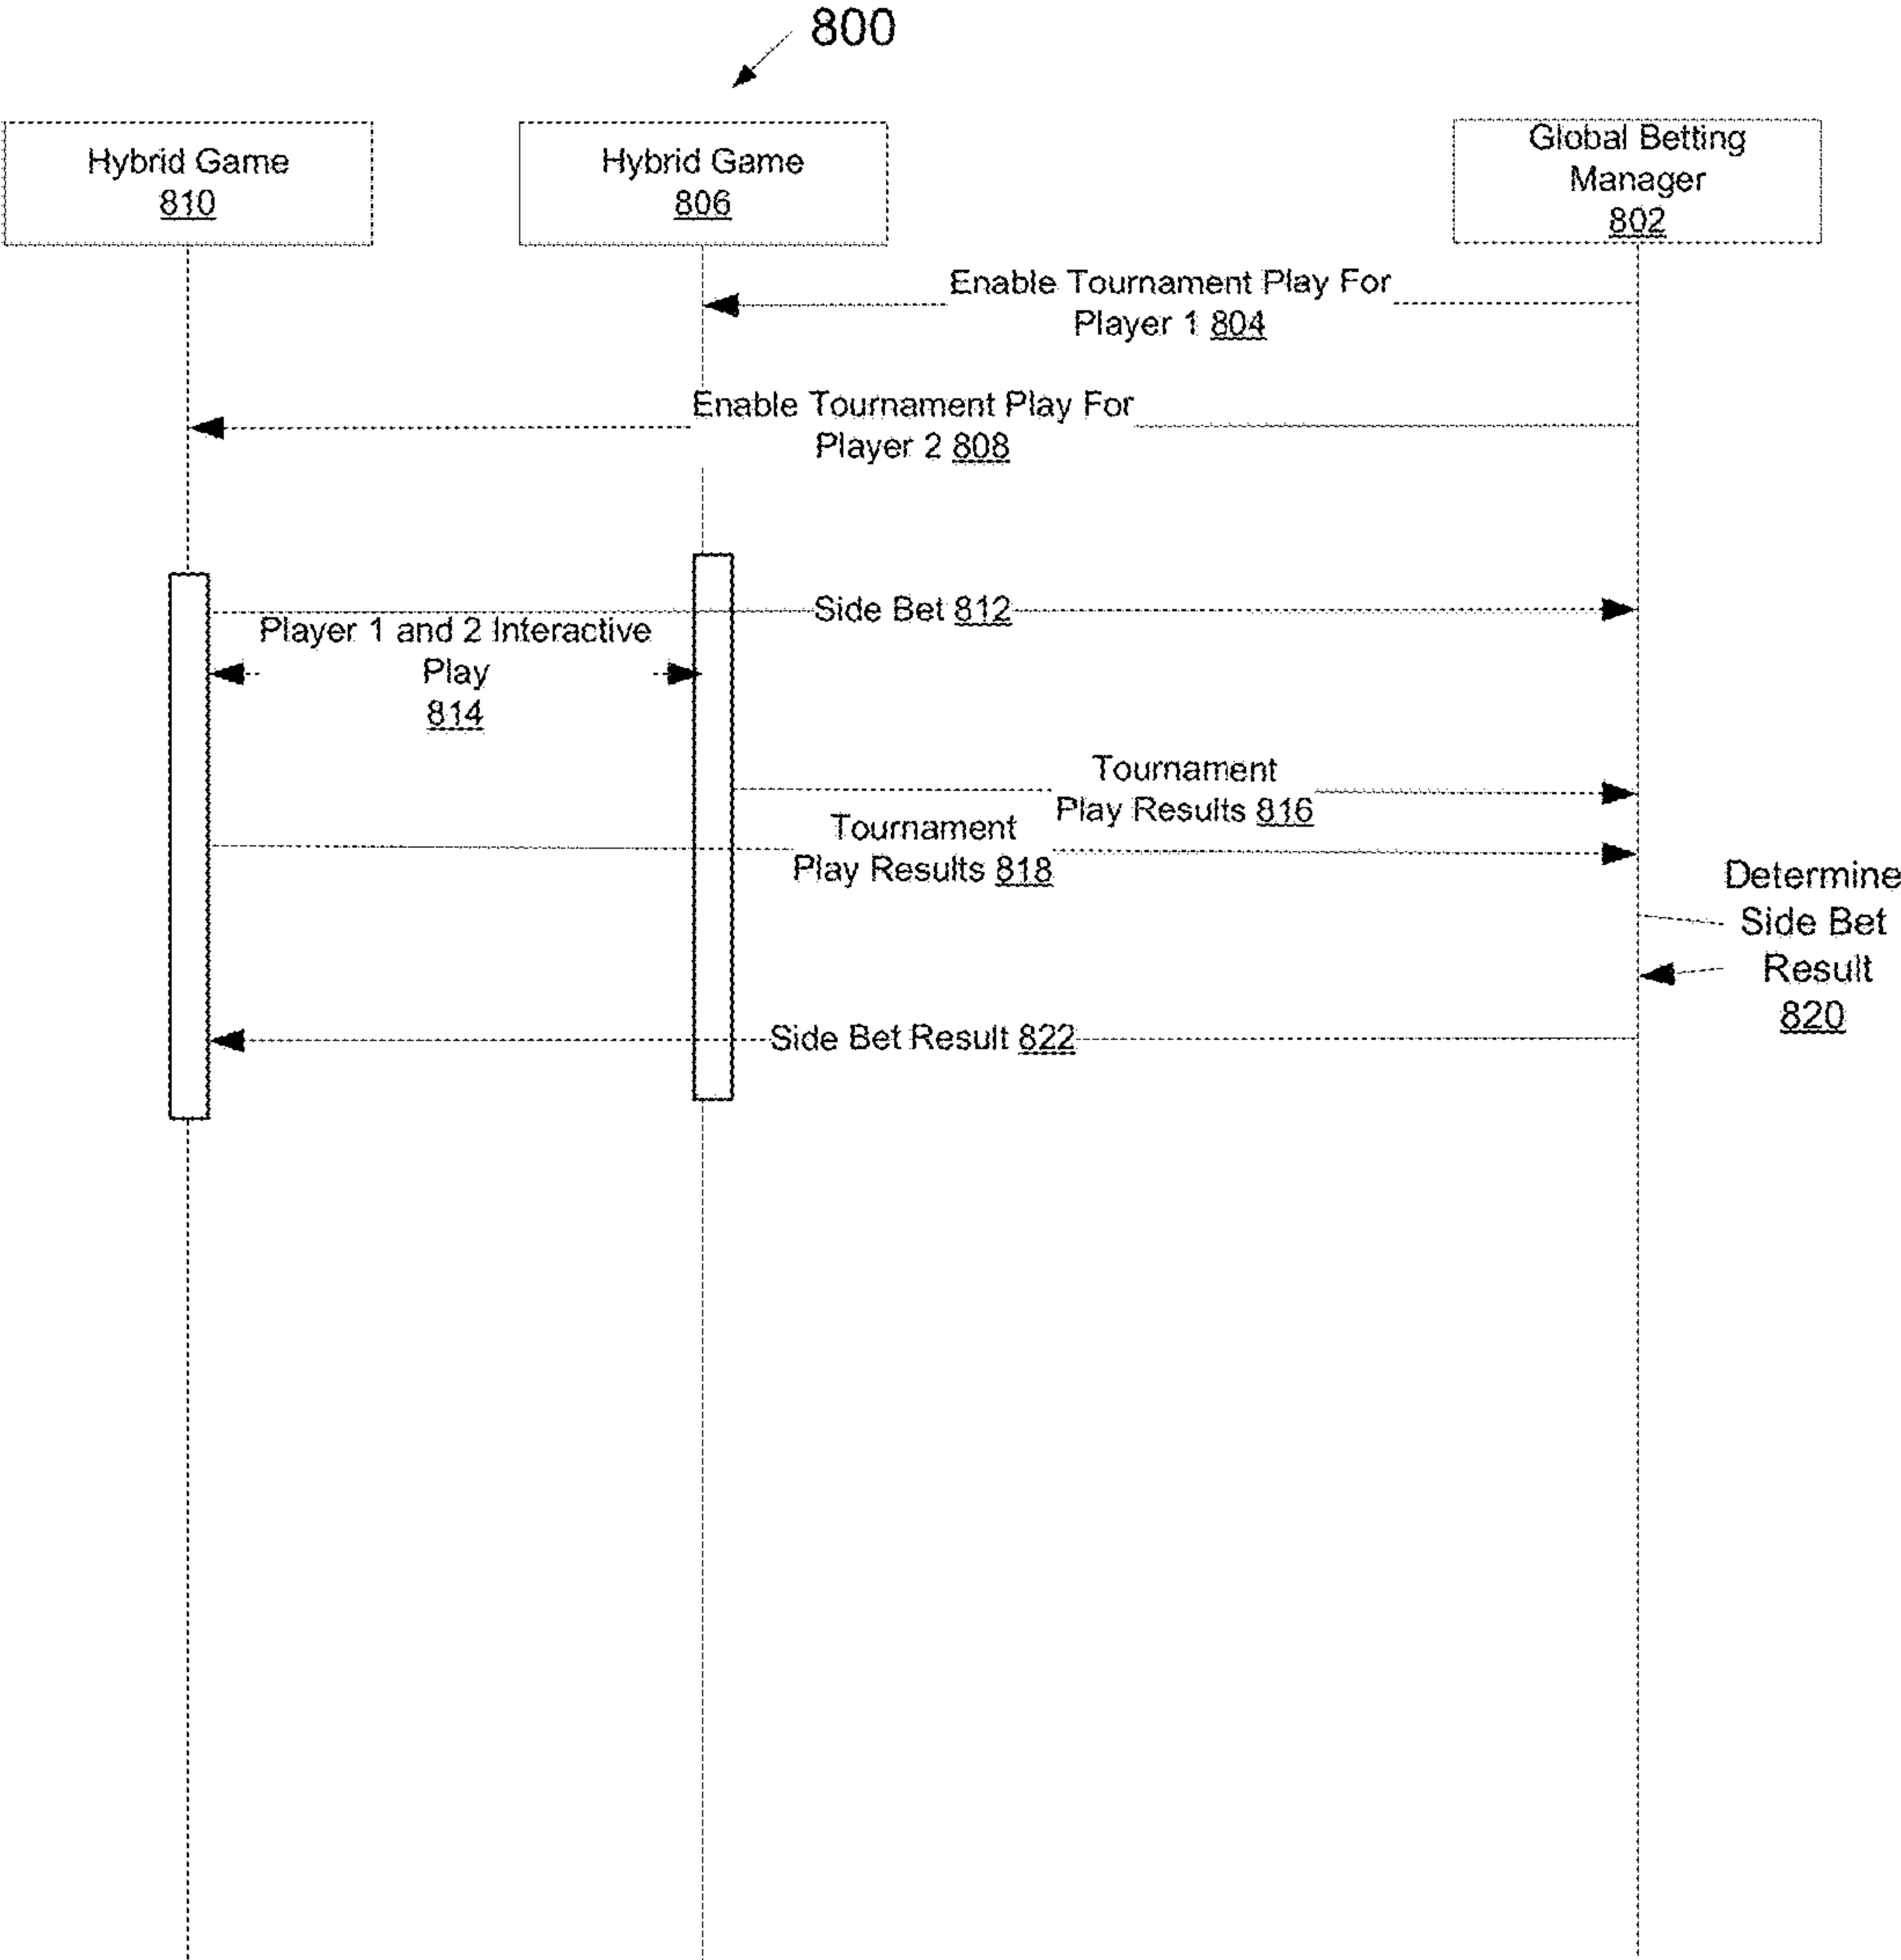 800
Hybrid Game
810
Hybrid Game
806
Global Betting
Manager
802
Enable Tournament Play For
Player 1 804
Enable Tournament Play For
Player 2 808
Side Bet 812
Player 1 and 2 Interactive
Play
814
Tournament
Play Results 816
Tournament
Play Results 818
Determine
Side Bet
Result
820
Side Bet Result 822